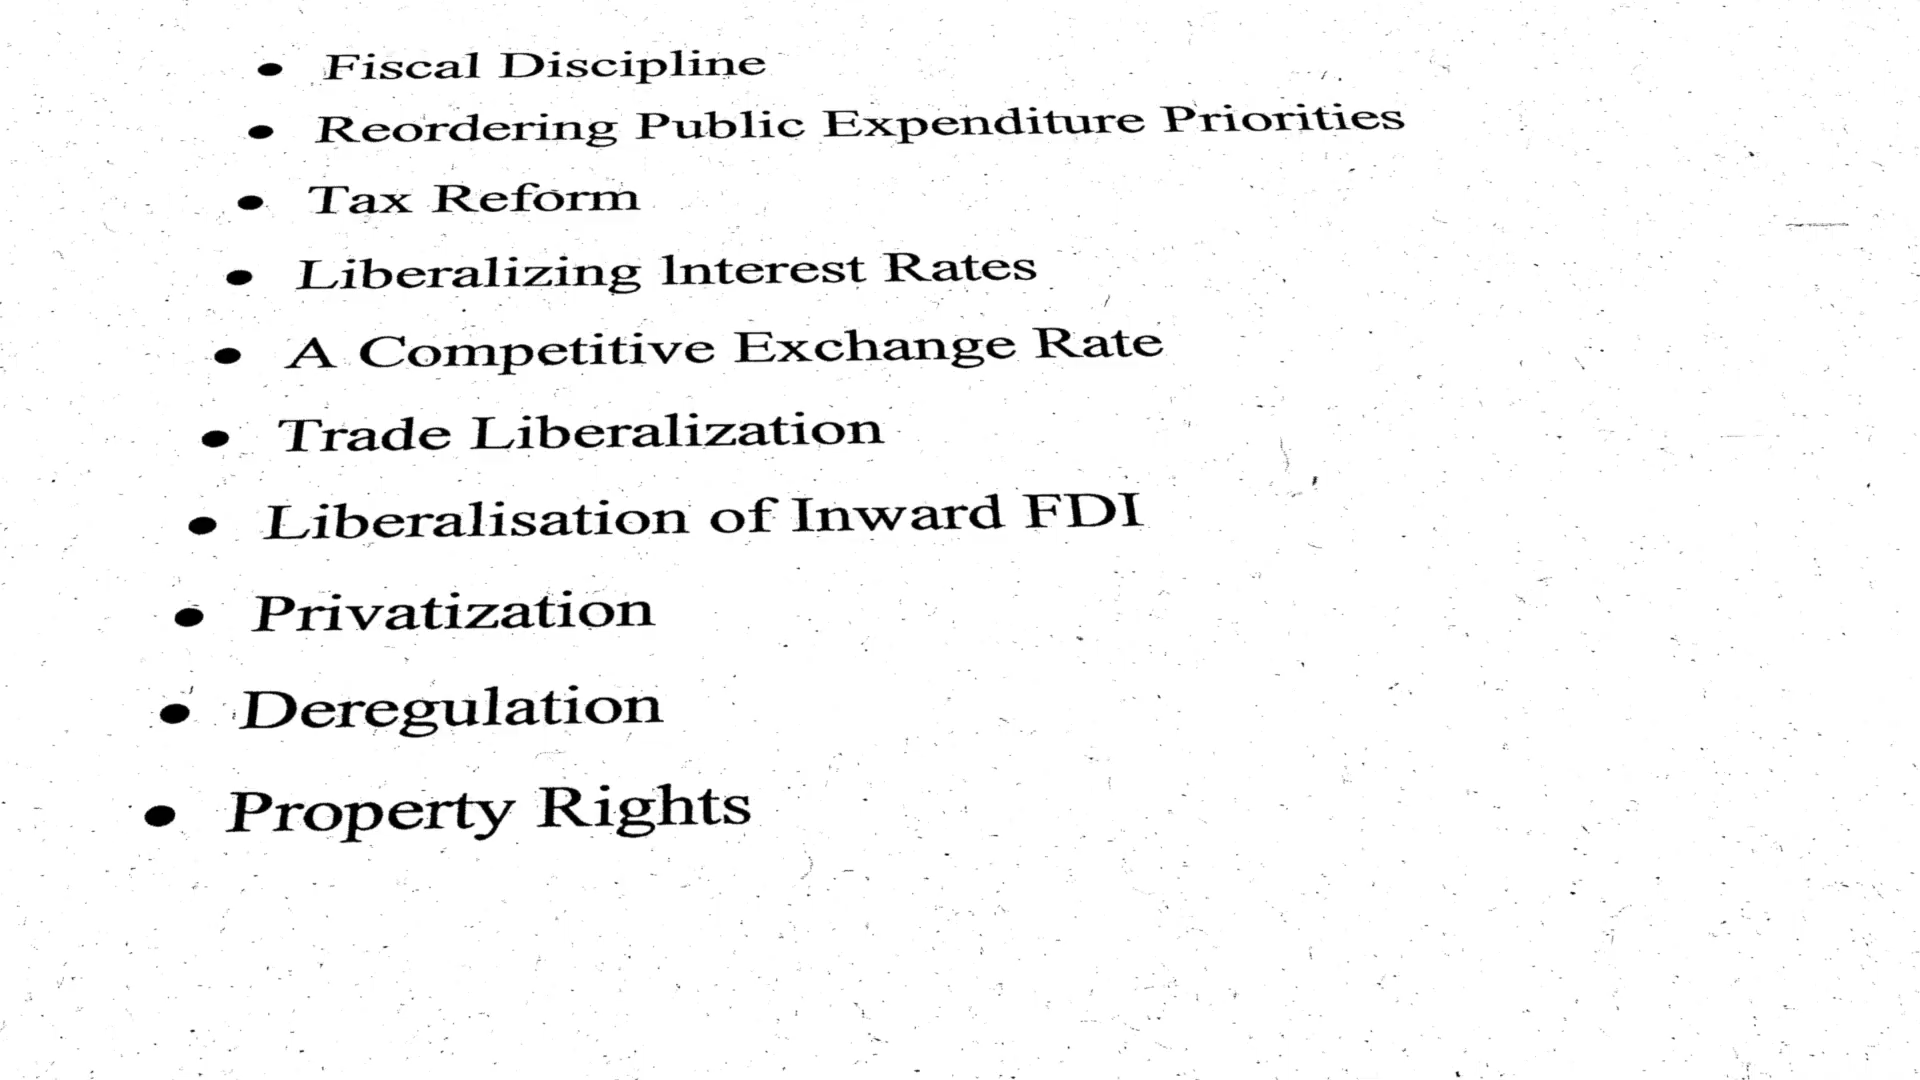 • Fiscal Discipline
• Reordering Public Expenditure Priorities
• Tax Reform
• Liberalizing lnterest Rates
• A Competitive Exchange Rate
• Trade Liberalization
• Liberalisation of Inward FDI
• Privatization
• Deregulation
• Property Rights